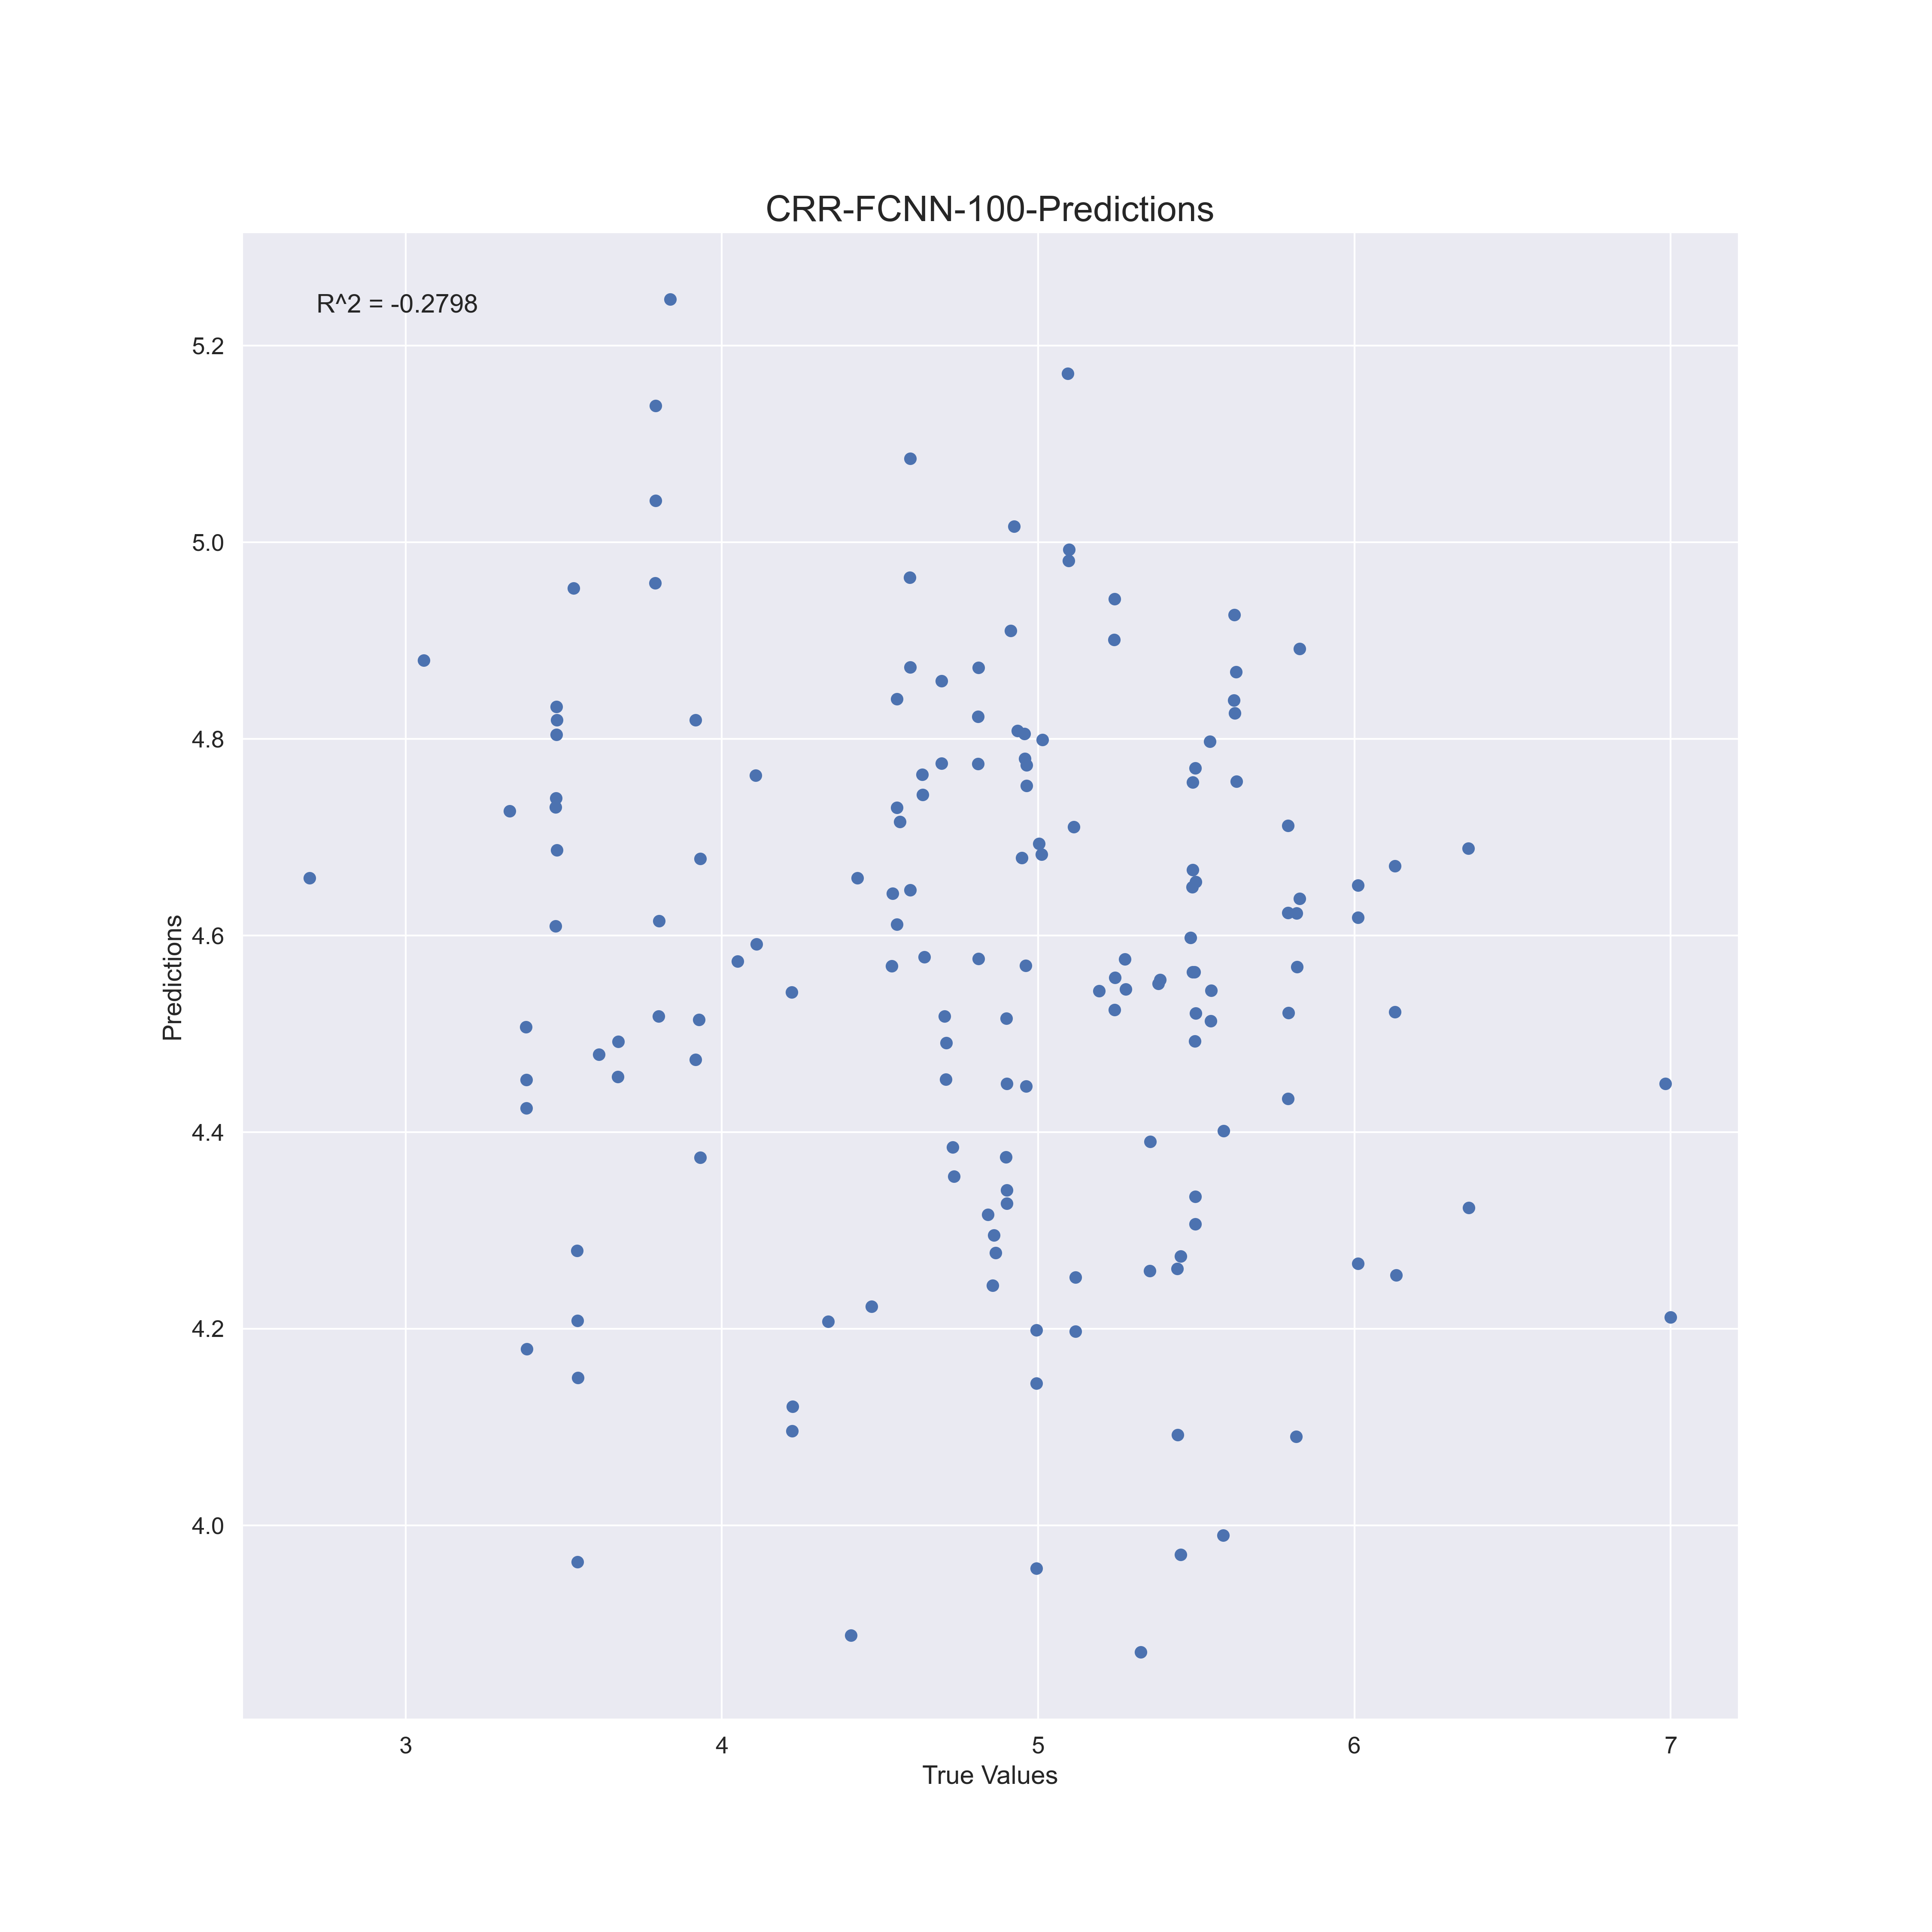 CRR-FCNN-100-Predictions
R^2 = -0.2798
5.2
5.0
4.8
4.6
4.4
4.2
4.0
Predictions
3 4 5 6 7
True Values